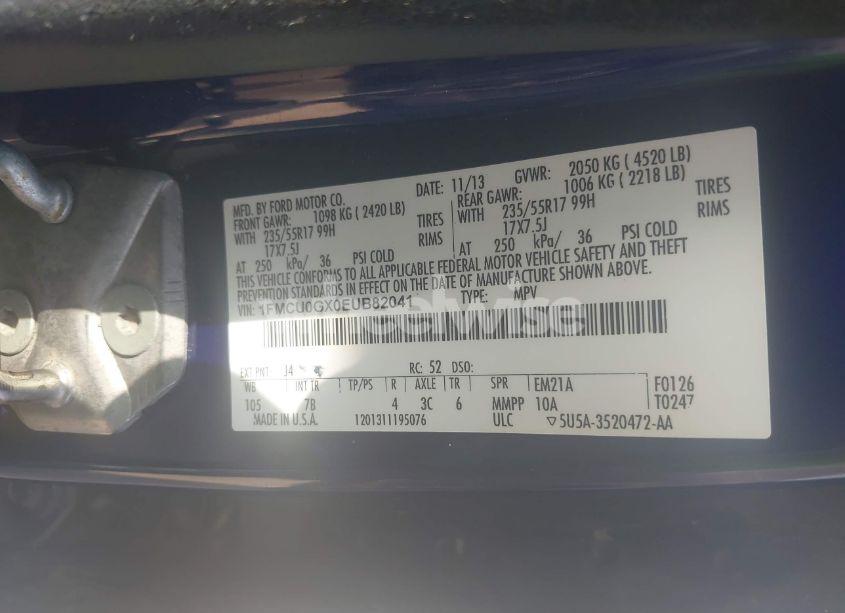 MFD. BY FORD MOTOR CO. DATE: 11/13 GVWR: 2050 KG ( 4520 LB)
FRONT GAWR: 1098 KG ( 2420 LB) REAR GAWR: 1006 KG ( 2218 LB)
WITH 235/55R17 99H TIRES WITH 235/55R17 99H TIRES
17X7.5J RIMS 17X7.5J RIMS
AT 250 kPa/ 36 PSI COLD AT 250 kPa/ 36 PSI COLD
THIS VEHICLE CONFORMS TO ALL APPLICABLE FEDERAL MOTOR VEHICLE SAFETY AND THEFT
PREVENTION STANDARDS IN EFFECT ON THE DATE OF MANUFACTURE SHOWN ABOVE.
VIN: 1FMCU0GX0EUB82041 TYPE: MPV
EXT PNT: J4 RC: 52 DSO:
WB INT TR TP/PS R AXLE TR SPR EM21A F0126
105 7B 4 3C 6 MMPP 10A T0247
MADE IN U.S.A. 1201311195076 ULC ▽5U5A-3520472-AA